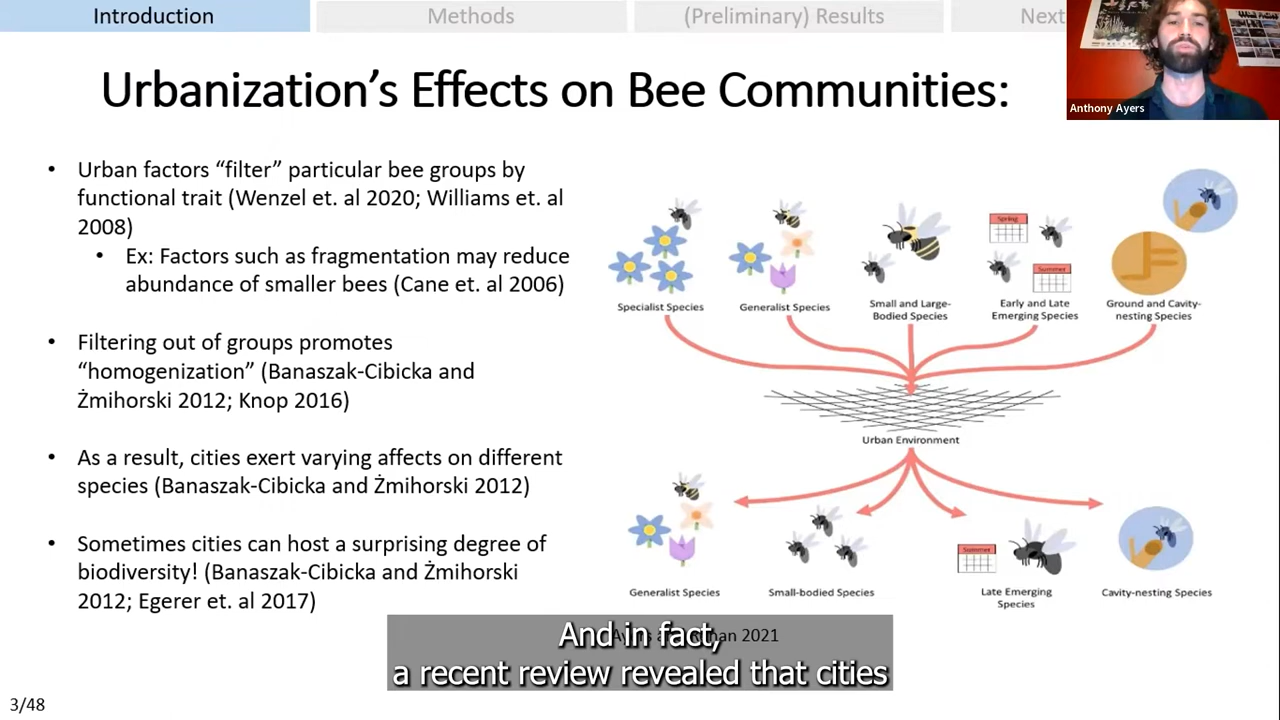 Introduction
Methods
(Preliminary) Results
Next
Anthony Ayers
Urbanization's Effects on Bee Communities:
• Urban factors “filter” particular bee groups by
functional trait (Wenzel et. al 2020; Williams et. al
2008)
• Ex: Factors such as fragmentation may reduce
abundance of smaller bees (Cane et. al 2006)
• Filtering out of groups promotes
“homogenization” (Banaszak-Cibicka and
Żmihorski 2012; Knop 2016)
• As a result, cities exert varying affects on different
species (Banaszak-Cibicka and Żmihorski 2012)
• Sometimes cities can host a surprising degree of
biodiversity! (Banaszak-Cibicka and Żmihorski
2012; Egerer et. al 2017)
Spring
Summer
Specialist Species
Generalist Species
Small and Large-
Bodied Species
Early and Late
Emerging Species
Ground and Cavity-
nesting Species
Urban Environment
Summer
Generalist Species
Small-bodied Species
Late Emerging
Species
Cavity-nesting Species
2021
And in fact,
a recent review revealed that cities
3/48